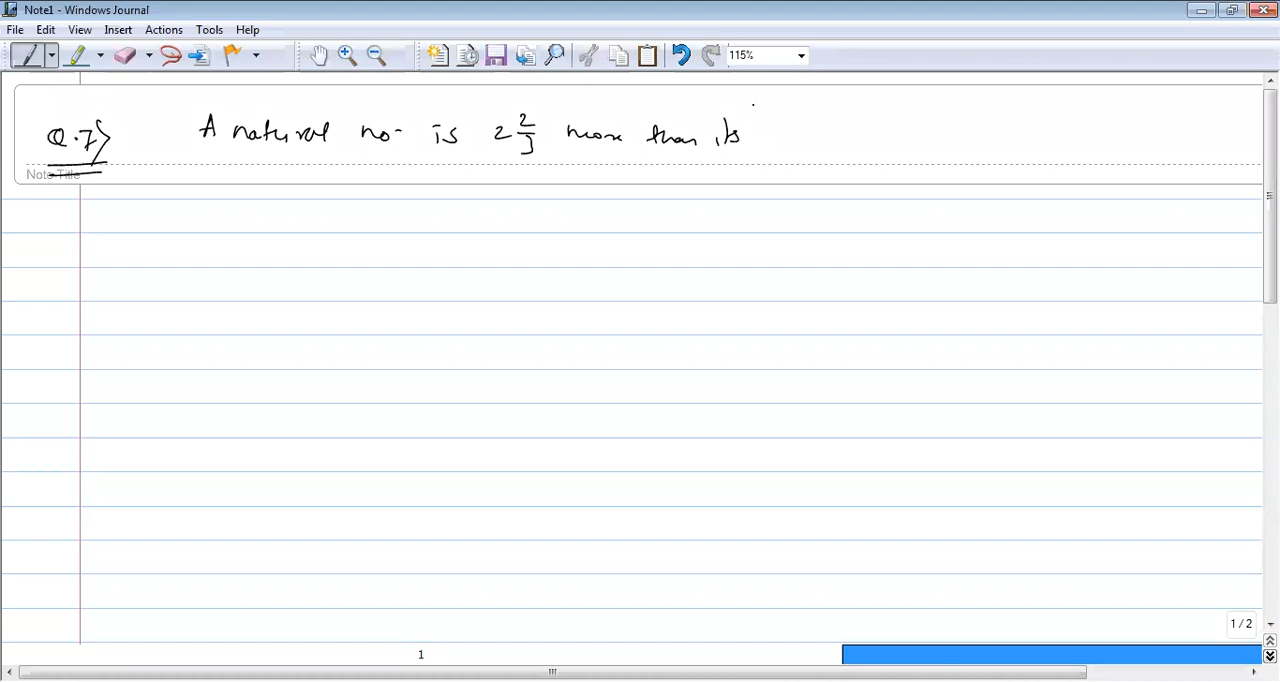 Note1 - Windows Journal
File Edit View Insert Actions Tools Help
115%
Q.7> A natural no. is 2 2/3 more than its
Note Title
1 / 2
1